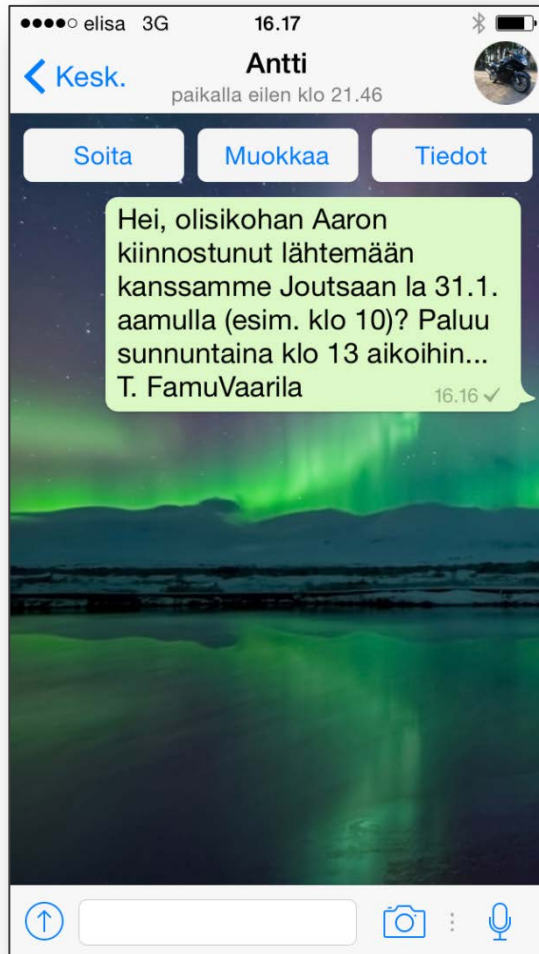 elisa 3G 16.17
Kesk.
Antti
paikalla eilen klo 21.46
Soita Muokkaa Tiedot
Hei, olisikohan Aaron
kiinnostunut lähtemään
kanssamme Joutsaan la 31.1.
aamulla (esim. klo 10)? Paluu
sunnuntaina klo 13 aikoihin...
T. FamuVaarila
16.16